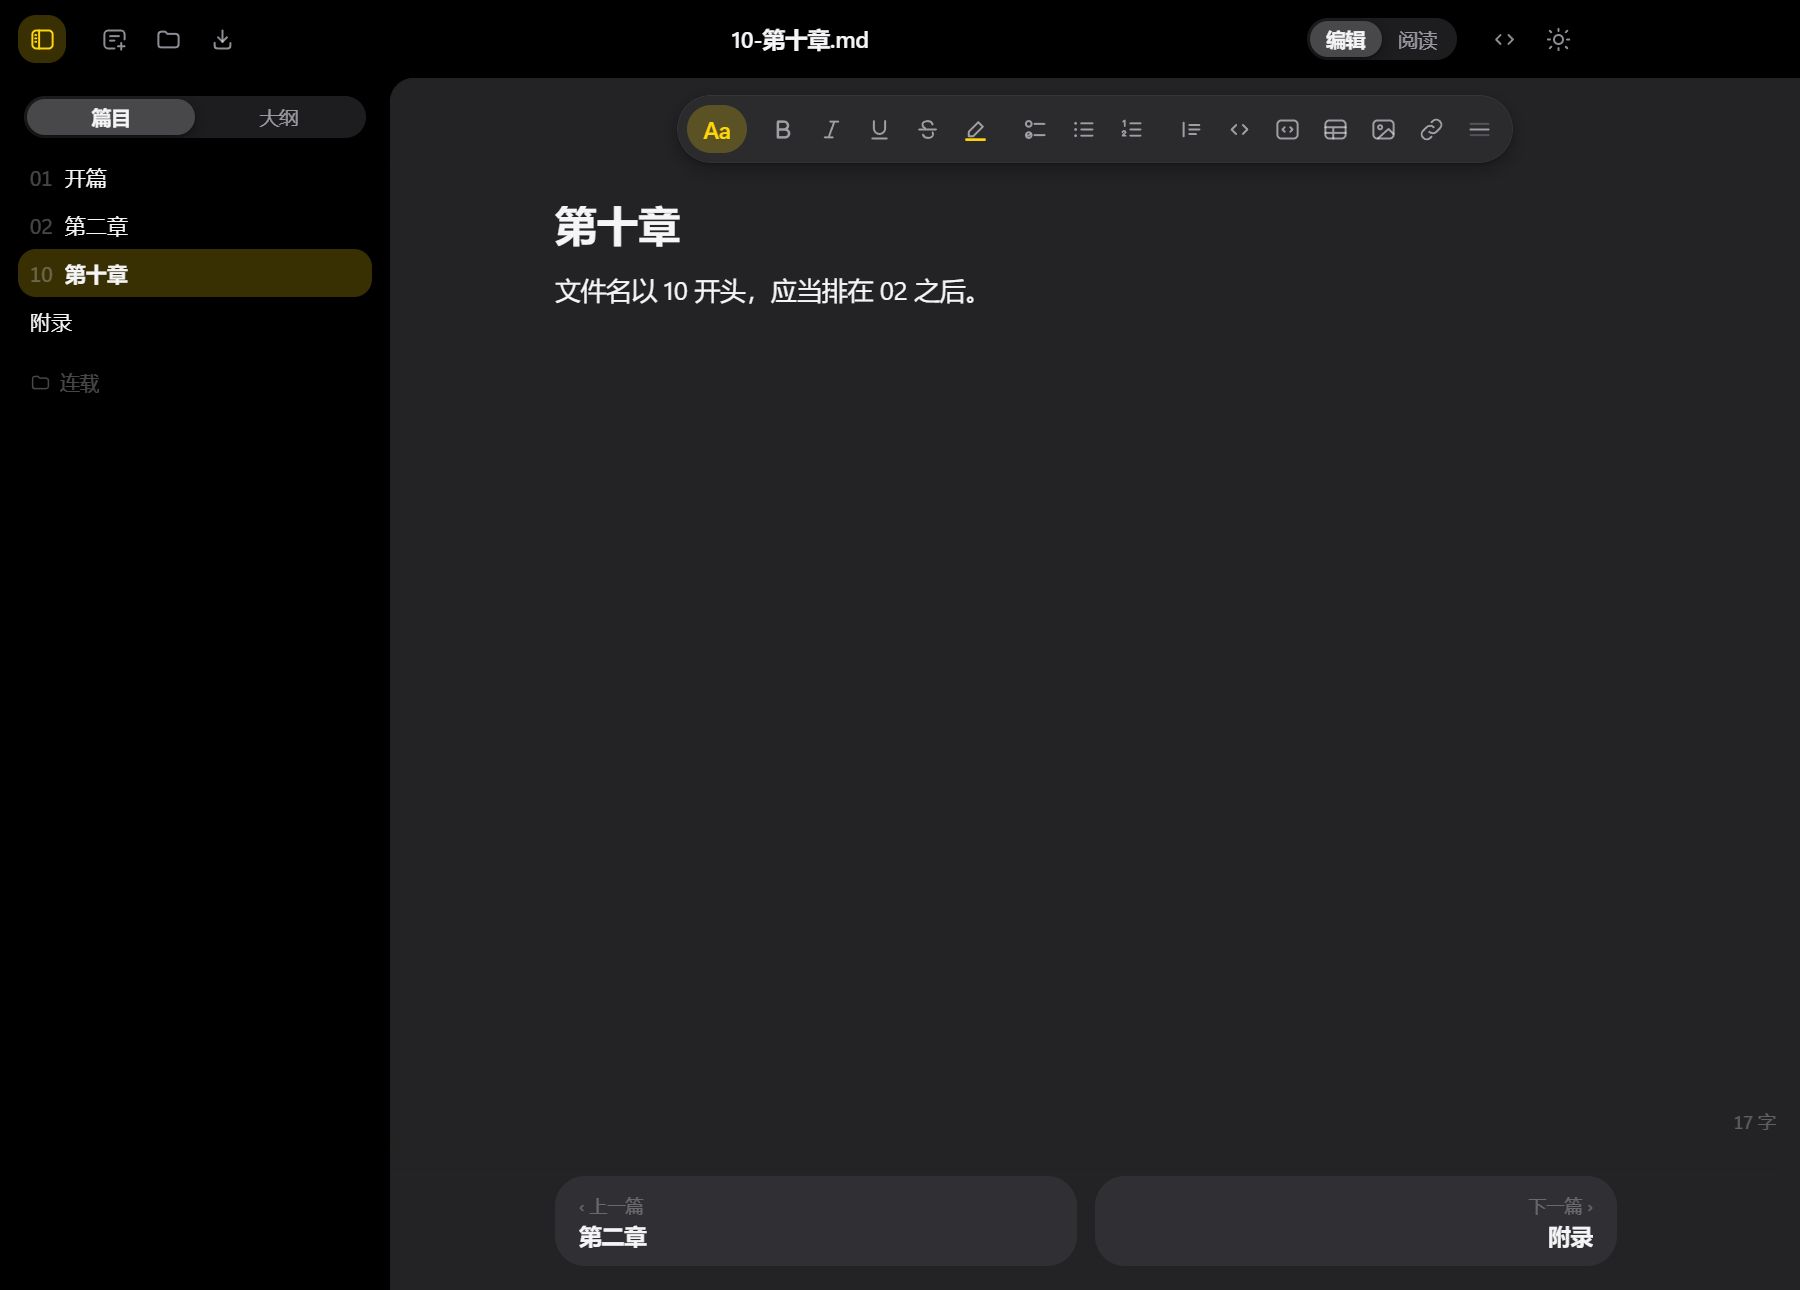 10-第十章.md
编辑 阅读
篇目 大纲
01 开篇
02 第二章
10 第十章
附录
连载
Aa
第十章
文件名以 10 开头，应当排在 02 之后。
17 字
‹ 上一篇
第二章
下一篇 ›
附录